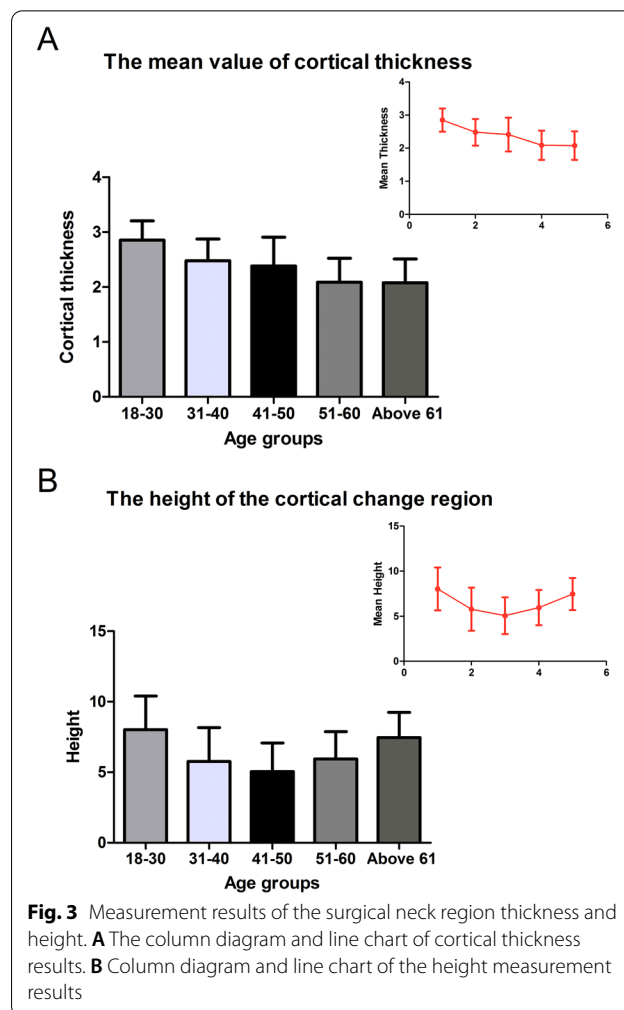 A
The mean value of cortical thickness
4
3
2
1
0
Mean Thickness
0 2 4 6
4
3
2
1
0
Cortical thickness
18-30 31-40 41-50 51-60 Above 61
Age groups
B
The height of the cortical change region
15
10
5
0
Mean Height
0 2 4 6
15
10
5
0
Height
18-30 31-40 41-50 51-60 Above 61
Age groups
Fig. 3 Measurement results of the surgical neck region thickness and
height. A The column diagram and line chart of cortical thickness
results. B Column diagram and line chart of the height measurement
results